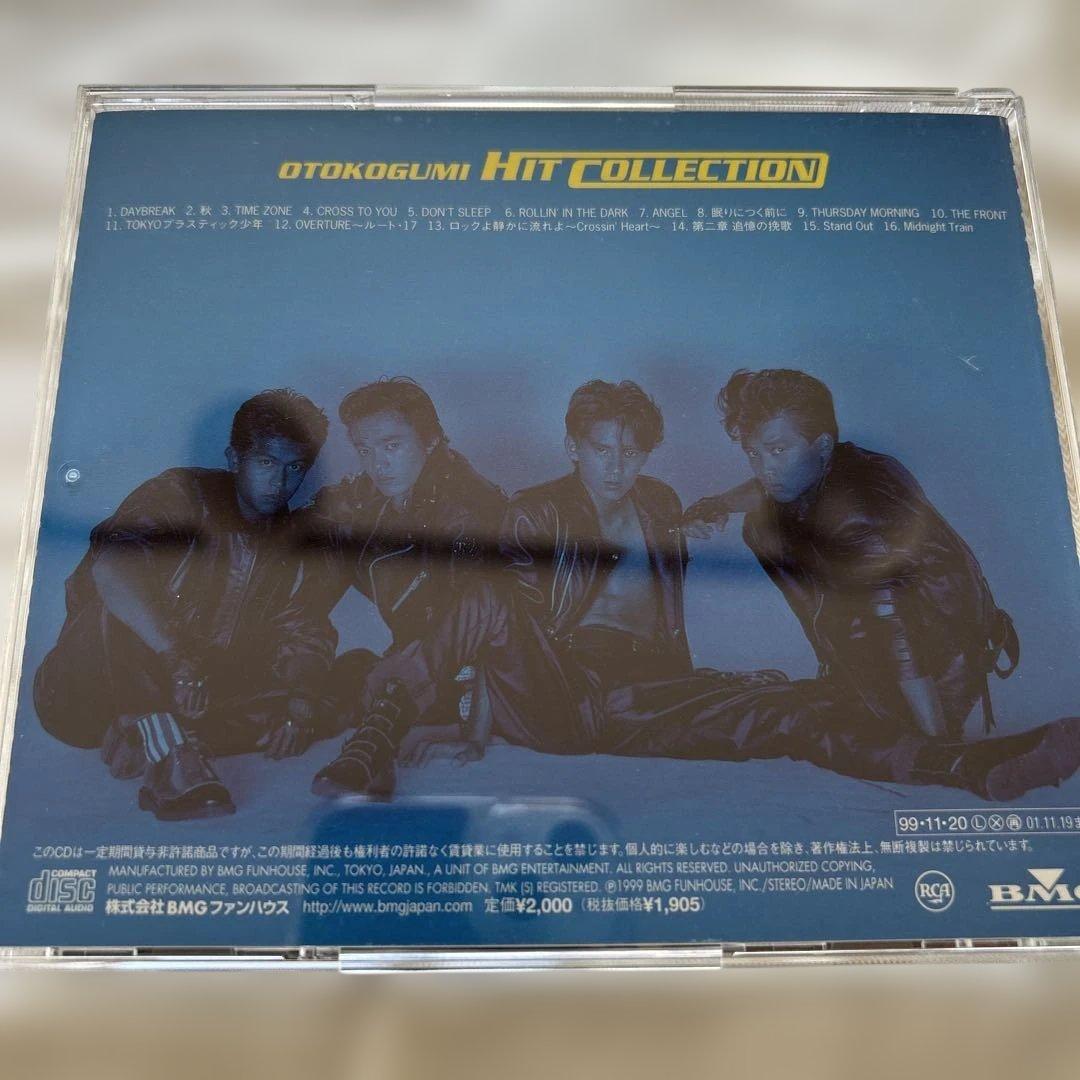 OTOKOGUMI HIT COLLECTION
1. DAYBREAK 2. 秋 3. TIME ZONE 4. CROSS TO YOU 5. DON'T SLEEP 6. ROLLIN' IN THE DARK 7. ANGEL 8. 眠りにつく前に 9. THURSDAY MORNING 10. THE FRONT
11. TOKYOプラスティック少年 12. OVERTURE〜ルート・17 13. ロックよ静かに流れよ〜Crossin' Heart〜 14. 第二章 追憶の挽歌 15. Stand Out 16. Midnight Train
99・11・20 Ⓛ Ⓧ ㊞ 01.11.19ま
このCDは一定期間貸与非許諾商品ですが、この期間経過後も権利者の許諾なく賃貸業に使用することを禁じます。個人的に楽しむなどの場合を除き、著作権法上、無断複製は禁じられています。
MANUFACTURED BY BMG FUNHOUSE, INC., TOKYO, JAPAN., A UNIT OF BMG ENTERTAINMENT. ALL RIGHTS RESERVED. UNAUTHORIZED COPYING,
PUBLIC PERFORMANCE, BROADCASTING OF THIS RECORD IS FORBIDDEN. TMK (S) REGISTERED. ℗1999 BMG FUNHOUSE, INC./STEREO/MADE IN JAPAN
株式会社BMGファンハウス http://www.bmgjapan.com 定価¥2,000 (税抜価格¥1,905)
COMPACT
disc
DIGITAL AUDIO
RCA
BMG